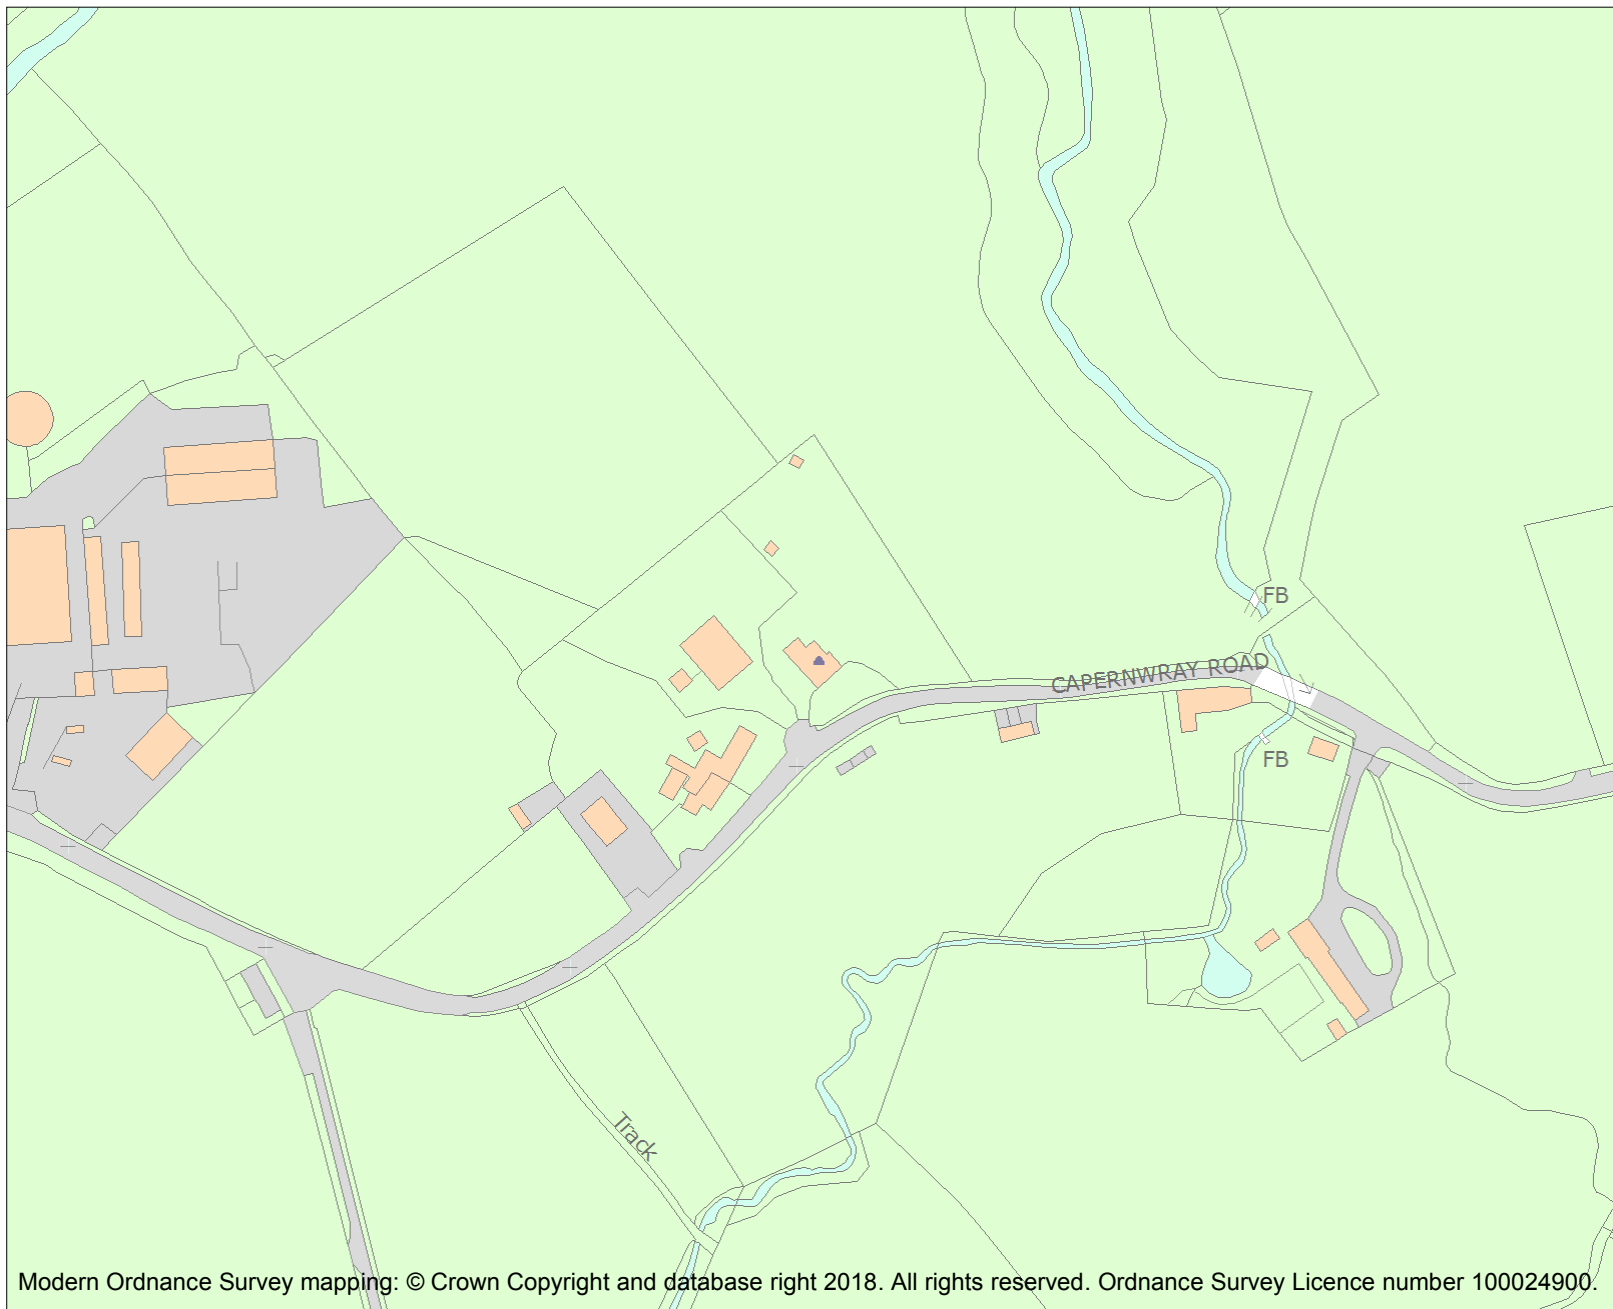 FB
CAPERNWRAY ROAD
FB
Track
Modern Ordnance Survey mapping: © Crown Copyright and database right 2018. All rights reserved. Ordnance Survey Licence number 100024900.